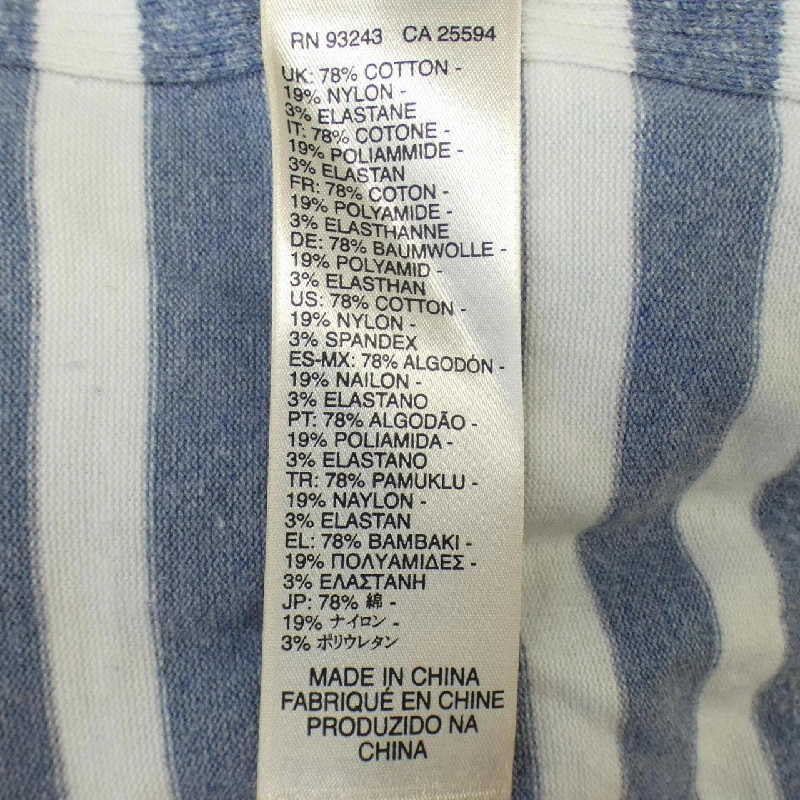 RN 93243 CA 25594
UK: 78% COTTON -
19% NYLON -
3% ELASTANE
IT: 78% COTONE -
19% POLIAMMIDE -
3% ELASTAN
FR: 78% COTON -
19% POLYAMIDE -
3% ELASTHANNE
DE: 78% BAUMWOLLE -
19% POLYAMID -
3% ELASTHAN
US: 78% COTTON -
19% NYLON -
3% SPANDEX
ES-MX: 78% ALGODÓN -
19% NAILON -
3% ELASTANO
PT: 78% ALGODÃO -
19% POLIAMIDA -
3% ELASTANO
TR: 78% PAMUKLU -
19% NAYLON -
3% ELASTAN
EL: 78% ΒΑΜΒΑΚΙ -
19% ΠΟΛΥΑΜΙΔΕΣ -
3% ΕΛΑΣΤΑΝΗ
JP: 78% 綿 -
19% ナイロン -
3% ポリウレタン
MADE IN CHINA
FABRIQUÉ EN CHINE
PRODUZIDO NA
CHINA